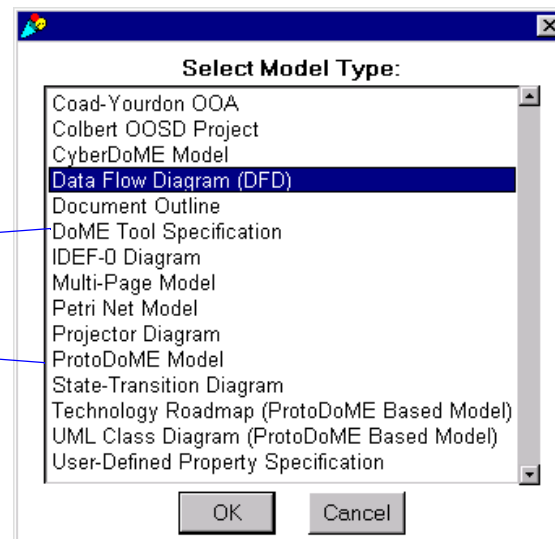 Select Model Type:
Coad-Yourdon OOA
Colbert OOSD Project
CyberDoME Model
Data Flow Diagram (DFD)
Document Outline
DoME Tool Specification
IDEF-0 Diagram
Multi-Page Model
Petri Net Model
Projector Diagram
ProtoDoME Model
State-Transition Diagram
Technology Roadmap (ProtoDoME Based Model)
UML Class Diagram (ProtoDoME Based Model)
User-Defined Property Specification
OK Cancel